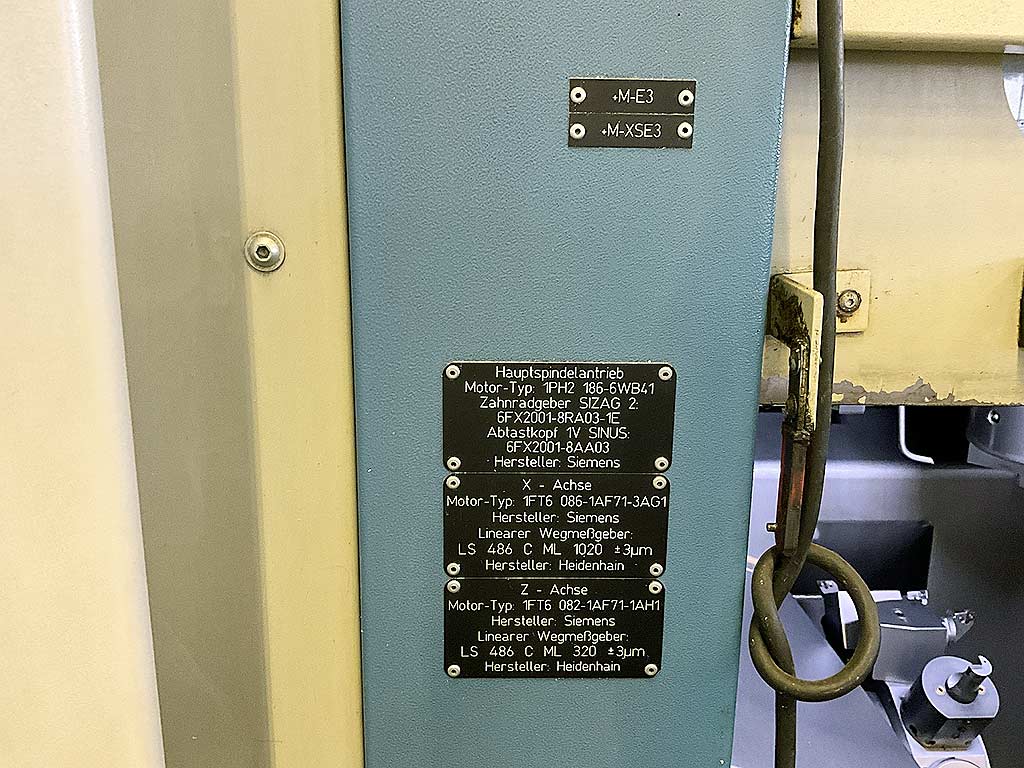 +M-E3
+M-XSE3
Hauptspindelantrieb
Motor-Typ: 1PH2 186-6WB41
Zahnradgeber SIZAG 2:
6FX2001-8RA03-1E
Abtastkopf 1V SINUS:
6FX2001-8AA03
Hersteller: Siemens
X - Achse
Motor-Typ: 1FT6 086-1AF71-3AG1
Hersteller: Siemens
Linearer Wegmeßgeber:
LS 486 C ML 1020 ±3µm
Hersteller: Heidenhain
Z - Achse
Motor-Typ: 1FT6 082-1AF71-1AH1
Hersteller: Siemens
Linearer Wegmeßgeber:
LS 486 C ML 320 ±3µm
Hersteller: Heidenhain